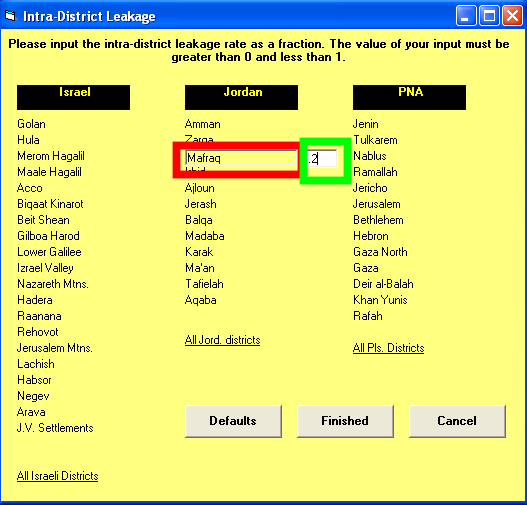 Intra-District Leakage
Please input the intra-district leakage rate as a fraction. The value of your input must be
greater than 0 and less than 1.
Israel
Golan
Hula
Merom Hagalil
Maale Hagalil
Acco
Biqaat Kinarot
Beit Shean
Gilboa Harod
Lower Galilee
Izrael Valley
Nazareth Mtns.
Hadera
Raanana
Rehovot
Jerusalem Mtns.
Lachish
Habsor
Negev
Arava
J.V. Settlements
All Israeli Districts
Jordan
Amman
Zarqa
Mafraq .2
Irbid
Ajloun
Jerash
Balqa
Madaba
Karak
Ma'an
Tafielah
Aqaba
All Jord. districts
PNA
Jenin
Tulkarem
Nablus
Ramallah
Jericho
Jerusalem
Bethlehem
Hebron
Gaza North
Gaza
Deir al-Balah
Khan Yunis
Rafah
All Pls. Districts
Defaults Finished Cancel